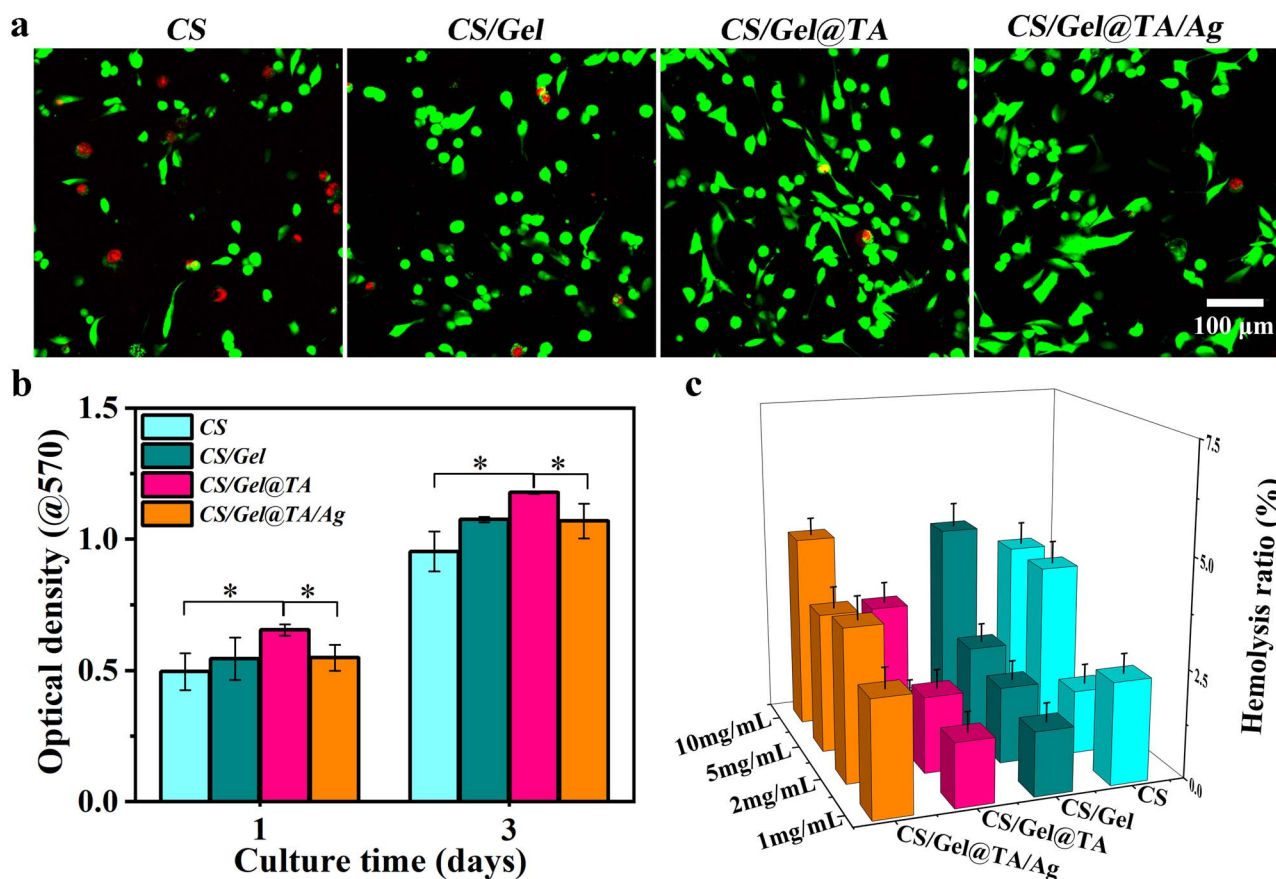 a
CS
CS/Gel
CS/Gel@TA
CS/Gel@TA/Ag
100 µm
b
Optical density (@570)
1.5
1.0
0.5
0.0
CS
CS/Gel
CS/Gel@TA
CS/Gel@TA/Ag
*
*
*
*
1
3
Culture time (days)
c
7.5
5.0
2.5
0.0
Hemolysis ratio (%)
10mg/mL
5mg/mL
2mg/mL
1mg/mL
CS/Gel@TA/Ag
CS/Gel@TA
CS/Gel
CS